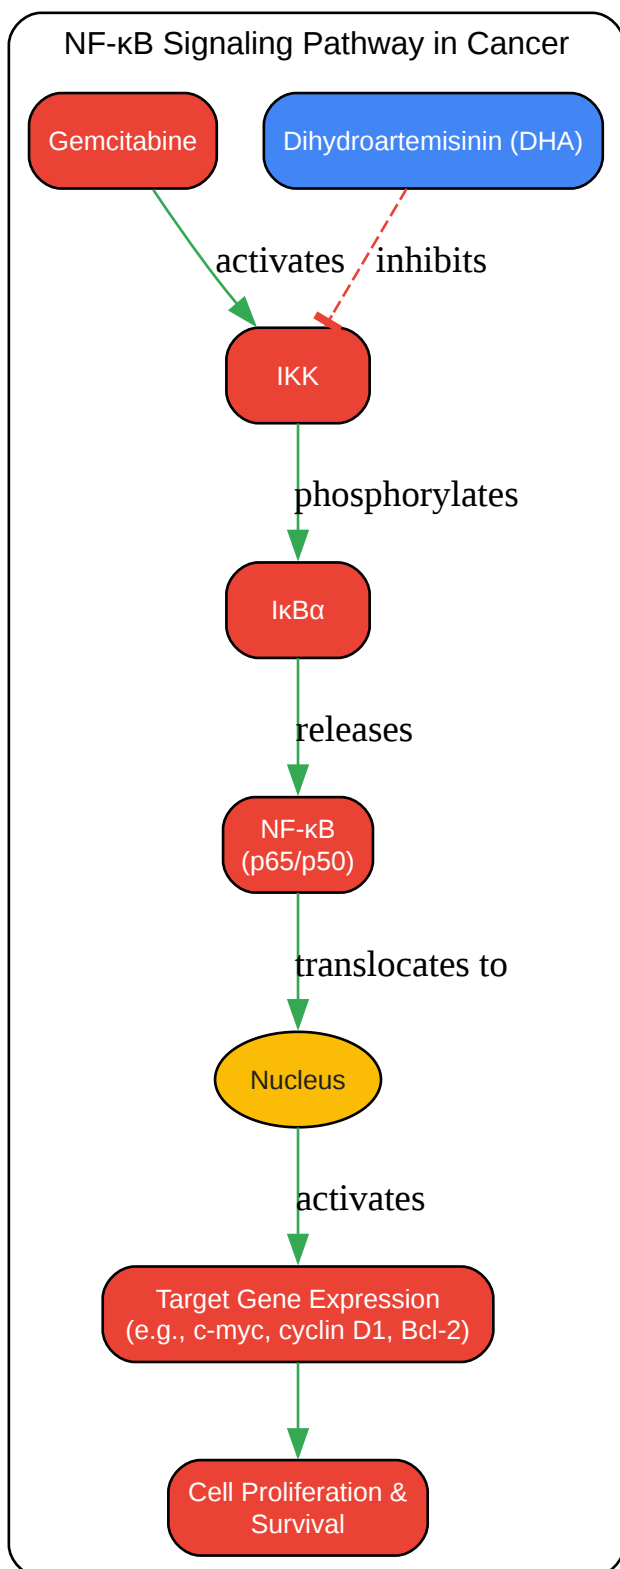 NF-κB Signaling Pathway in Cancer
Gemcitabine
Dihydroartemisinin (DHA)
activates
inhibits
IKK
phosphorylates
IκBα
releases
NF-κB
(p65/p50)
translocates to
Nucleus
activates
Target Gene Expression
(e.g., c-myc, cyclin D1, Bcl-2)
Cell Proliferation &
Survival